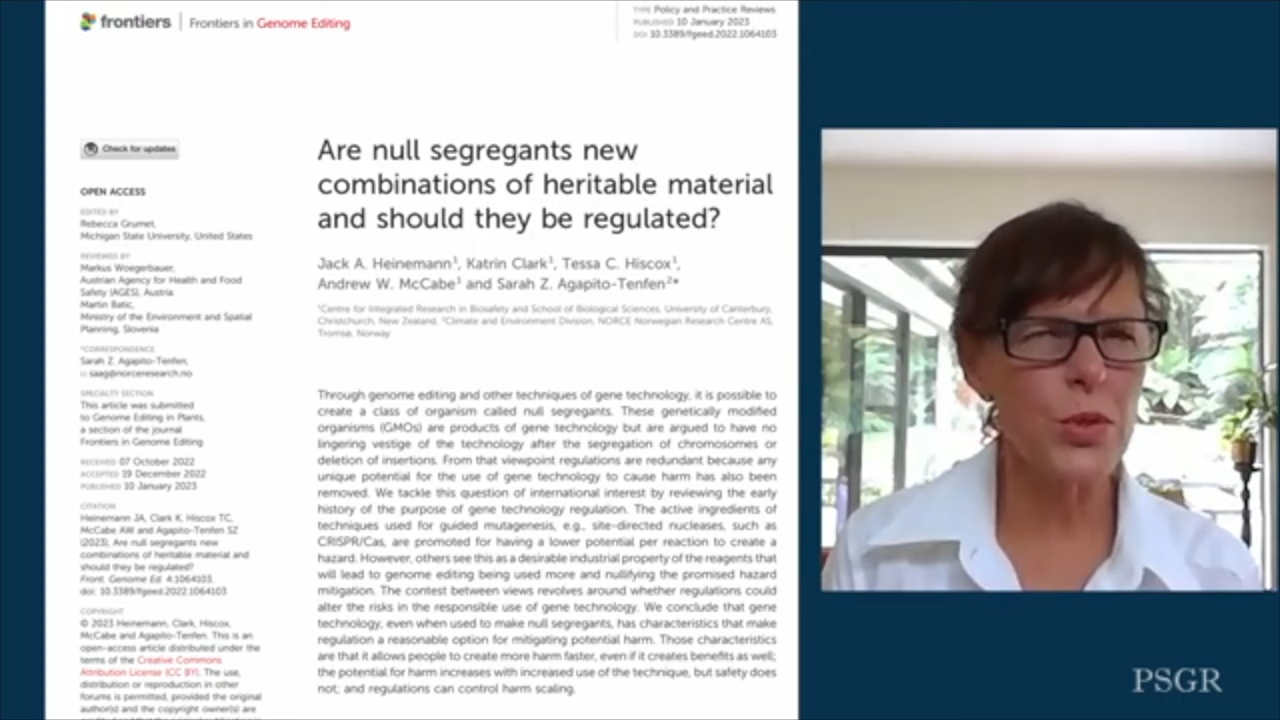 frontiers | Frontiers in Genome Editing
TYPE Policy and Practice Reviews
PUBLISHED 10 January 2023
DOI 10.3389/fgeed.2022.1064103
Check for updates
OPEN ACCESS
EDITED BY
Rebecca Grumet,
Michigan State University, United States
REVIEWED BY
Markus Woegerbauer,
Austrian Agency for Health and Food
Safety (AGES), Austria
Martin Batic,
Ministry of the Environment and Spatial
Planning, Slovenia
*CORRESPONDENCE
Sarah Z. Agapito-Tenfen,
saag@norceresearch.no
SPECIALTY SECTION
This article was submitted
to Genome Editing in Plants,
a section of the journal
Frontiers in Genome Editing
RECEIVED 07 October 2022
ACCEPTED 19 December 2022
PUBLISHED 10 January 2023
CITATION
Heinemann JA, Clark K, Hiscox TC,
McCabe AW and Agapito-Tenfen SZ
(2023), Are null segregants new
combinations of heritable material and
should they be regulated?
Front. Genome Ed. 4:1064103.
doi: 10.3389/fgeed.2022.1064103
COPYRIGHT
© 2023 Heinemann, Clark, Hiscox,
McCabe and Agapito-Tenfen. This is an
open-access article distributed under the
terms of the Creative Commons
Attribution License (CC BY). The use,
distribution or reproduction in other
forums is permitted, provided the original
author(s) and the copyright owner(s) are
Are null segregants new
combinations of heritable material
and should they be regulated?
Jack A. Heinemann¹, Katrin Clark¹, Tessa C. Hiscox¹,
Andrew W. McCabe¹ and Sarah Z. Agapito-Tenfen²*
¹Centre for Integrated Research in Biosafety and School of Biological Sciences, University of Canterbury,
Christchurch, New Zealand, ²Climate and Environment Division, NORCE Norwegian Research Centre AS,
Tromsø, Norway
Through genome editing and other techniques of gene technology, it is possible to
create a class of organism called null segregants. These genetically modified
organisms (GMOs) are products of gene technology but are argued to have no
lingering vestige of the technology after the segregation of chromosomes or
deletion of insertions. From that viewpoint regulations are redundant because any
unique potential for the use of gene technology to cause harm has also been
removed. We tackle this question of international interest by reviewing the early
history of the purpose of gene technology regulation. The active ingredients of
techniques used for guided mutagenesis, e.g., site-directed nucleases, such as
CRISPR/Cas, are promoted for having a lower potential per reaction to create a
hazard. However, others see this as a desirable industrial property of the reagents that
will lead to genome editing being used more and nullifying the promised hazard
mitigation. The contest between views revolves around whether regulations could
alter the risks in the responsible use of gene technology. We conclude that gene
technology, even when used to make null segregants, has characteristics that make
regulation a reasonable option for mitigating potential harm. Those characteristics
are that it allows people to create more harm faster, even if it creates benefits as well;
the potential for harm increases with increased use of the technique, but safety does
not; and regulations can control harm scaling.
PSGR